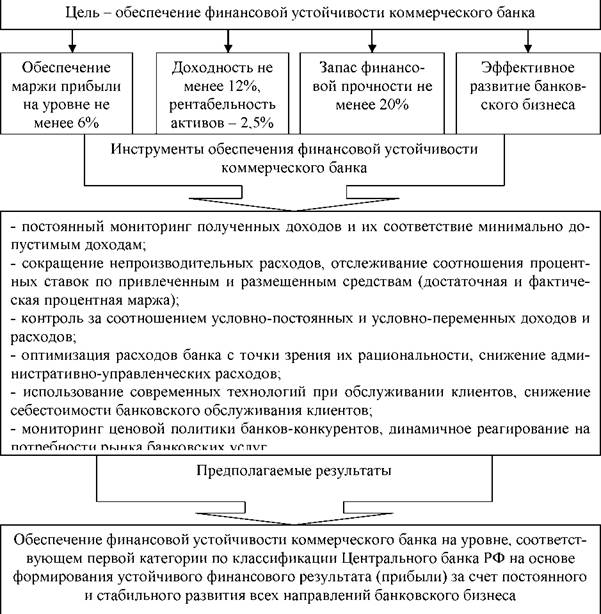 Цель – обеспечение финансовой устойчивости коммерческого банка
Обеспечение
маржи прибыли
на уровне не
менее 6%
Доходность не
менее 12%,
рентабельность
активов – 2,5%
Запас финансо-
вой прочности не
менее 20%
Эффективное
развитие банков-
ского бизнеса
Инструменты обеспечения финансовой устойчивости
коммерческого банка
- постоянный мониторинг полученных доходов и их соответствие минимально до-
пустимым доходам;
- сокращение непроизводительных расходов, отслеживание соотношения процент-
ных ставок по привлеченным и размещенным средствам (достаточная и фактиче-
ская процентная маржа);
- контроль за соотношением условно-постоянных и условно-переменных доходов и
расходов;
- оптимизация расходов банка с точки зрения их рациональности, снижение адми-
нистративно-управленческих расходов;
- использование современных технологий при обслуживании клиентов, снижение
себестоимости банковского обслуживания клиентов;
- мониторинг ценовой политики банков-конкурентов, динамичное реагирование на
потребности рынка банковских услуг
Предполагаемые результаты
Обеспечение финансовой устойчивости коммерческого банка на уровне, соответст-
вующем первой категории по классификации Центрального банка РФ на основе
формирования устойчивого финансового результата (прибыли) за счет постоянного
и стабильного развития всех направлений банковского бизнеса